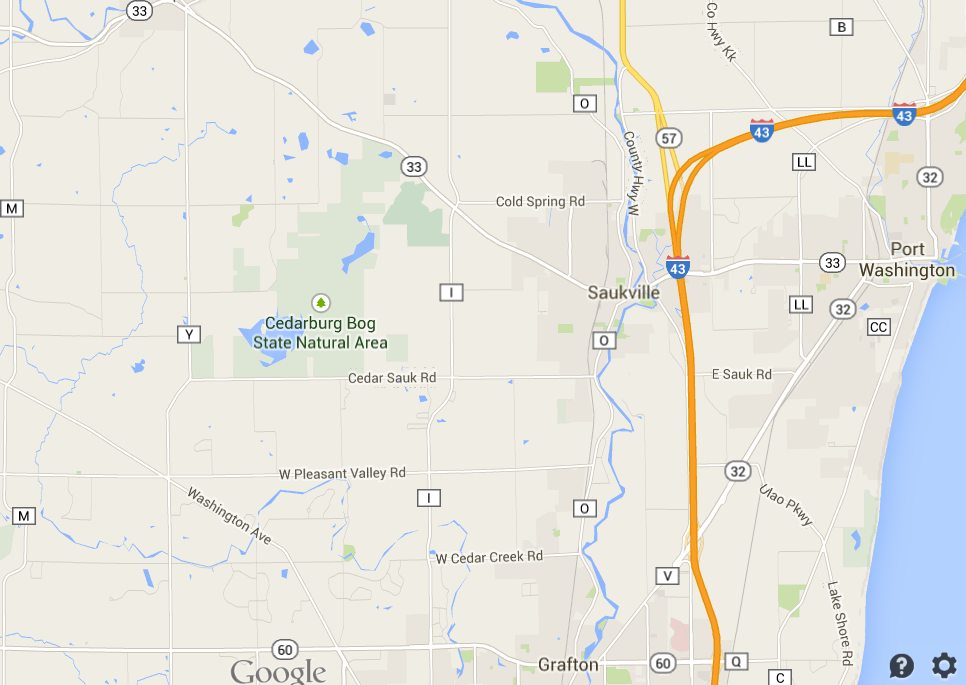 33
B
Co Hwy Kk
O
43
43
57
County Hwy W
LL
33
32
M
Cold Spring Rd
Port
Washington
33
43
I
Saukville
LL
32
Cedarburg Bog
State Natural Area
Y
CC
O
Cedar Sauk Rd
E Sauk Rd
W Pleasant Valley Rd
32
Washington Ave
I
Ulao Pkwy
O
M
W Cedar Creek Rd
V
Lake Shore Rd
60
Google
Grafton
60
Q
C
?